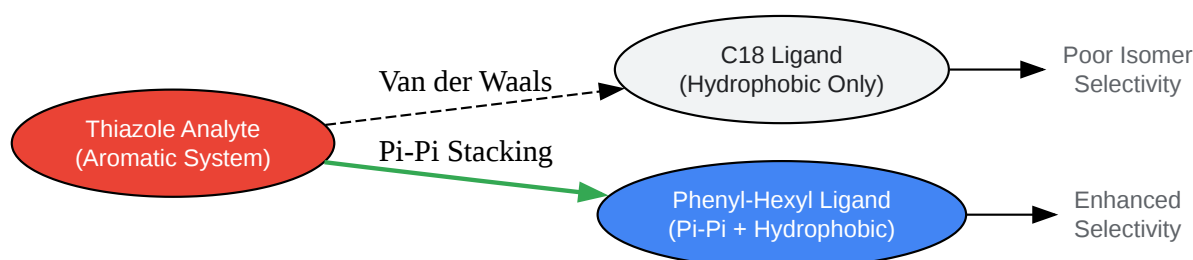 Thiazole Analyte
(Aromatic System)
Van der Waals
Pi-Pi Stacking
C18 Ligand
(Hydrophobic Only)
Poor Isomer
Selectivity
Phenyl-Hexyl Ligand
(Pi-Pi + Hydrophobic)
Enhanced
Selectivity